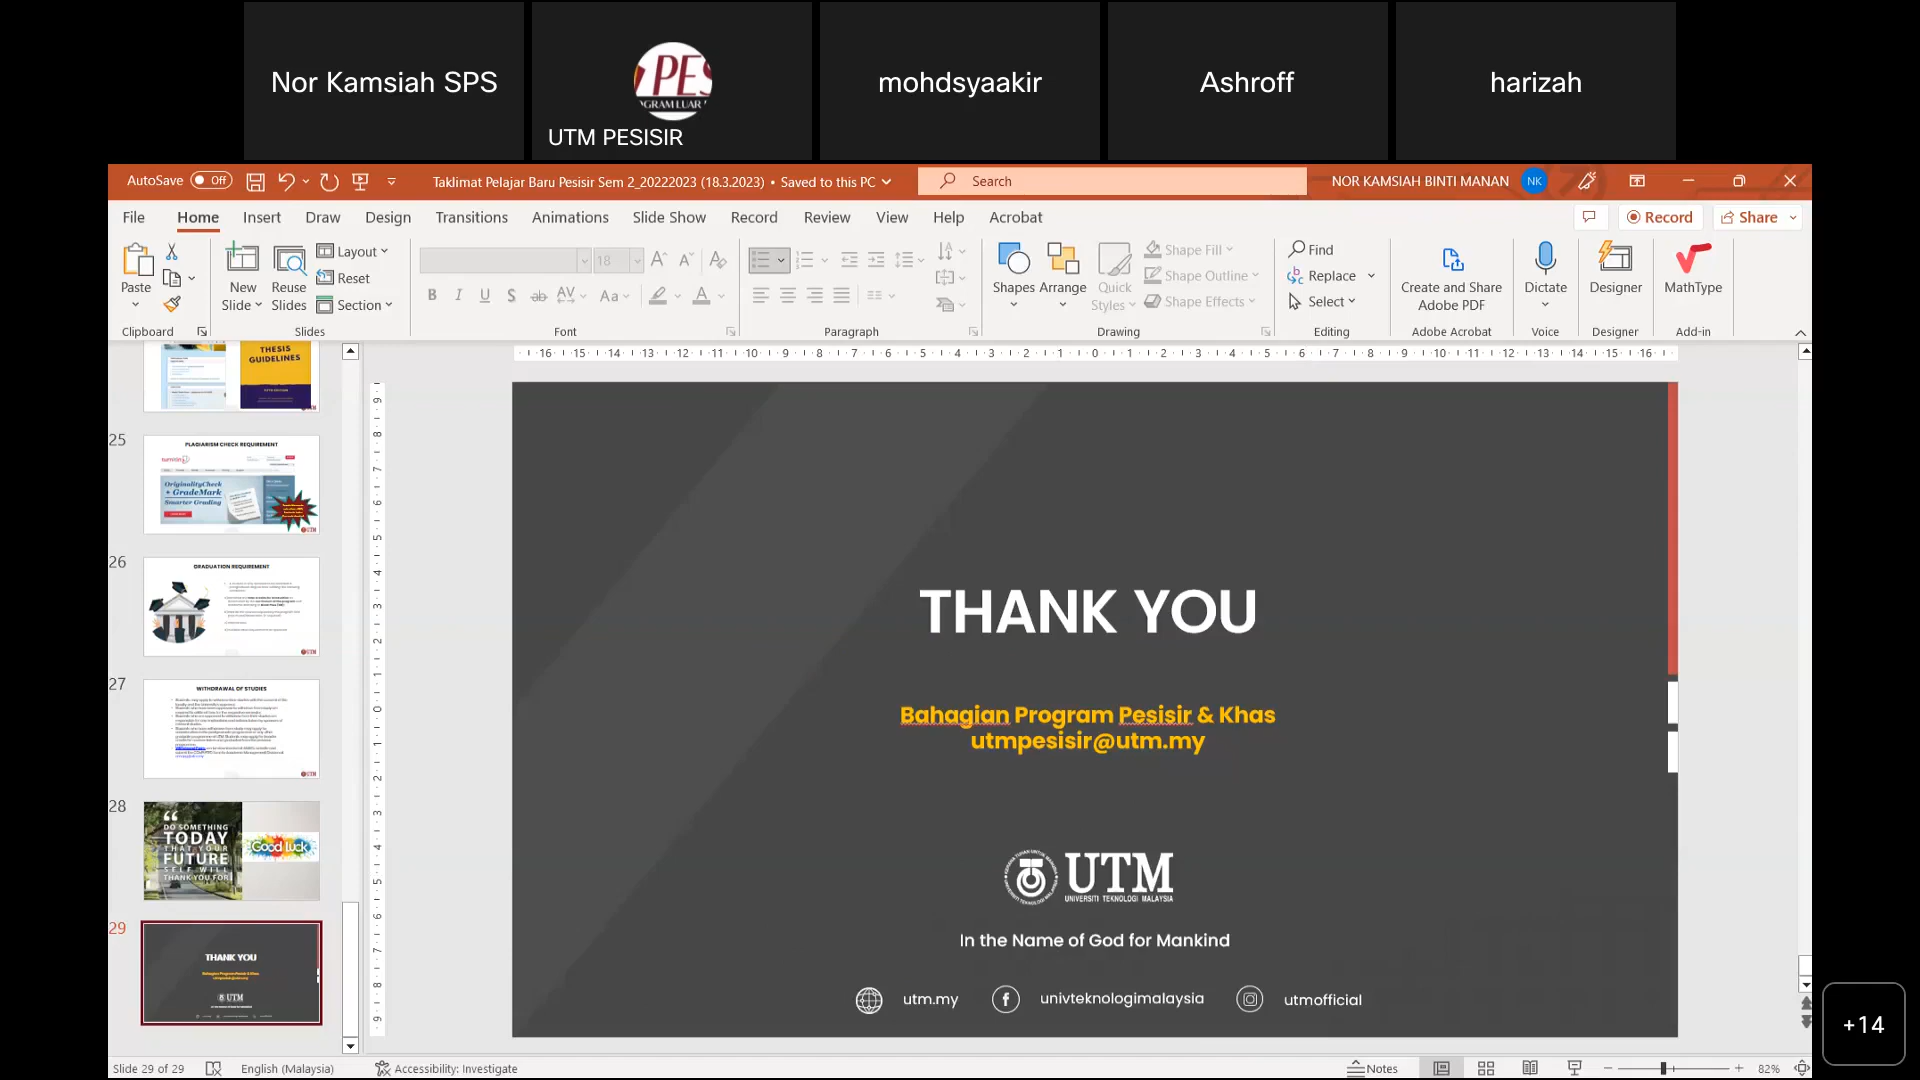 Nor Kamsiah SPS
UTM PESISIR
mohdsyaakir
Ashroff
harizah
AutoSave Off
Taklimat Pelajar Baru Pesisir Sem 2_20222023 (18.3.2023) • Saved to this PC
Search
NOR KAMSIAH BINTI MANAN NK
File Home Insert Draw Design Transitions Animations Slide Show Record Review View Help Acrobat
Record Share
Paste
New Slide
Reuse Slides
Layout
Reset
Section
18
Shapes
Arrange
Quick Styles
Shape Fill
Shape Outline
Shape Effects
Find
Replace
Select
Create and Share Adobe PDF
Dictate
Designer
MathType
Clipboard Slides Font Paragraph Drawing Editing Adobe Acrobat Voice Designer Add-in
THESIS
GUIDELINES
25
PLAGIARISM CHECK REQUIREMENT
OriginalityCheck
+ GradeMark
Smarter Grading
UTM
26
GRADUATION REQUIREMENT
UTM
27
WITHDRAWAL OF STUDIES
UTM
28
DO SOMETHING
TODAY
THAT YOUR
FUTURE
SELF WILL
THANK YOU FOR
Good Luck
29
THANK YOU
Bahagian Program Pesisir & Khas
utmpesisir@utm.my
UTM
THANK YOU
Bahagian Program Pesisir & Khas
utmpesisir@utm.my
UTM
UNIVERSITI TEKNOLOGI MALAYSIA
In the Name of God for Mankind
utm.my univteknologimalaysia utmofficial
+14
Slide 29 of 29 English (Malaysia) Accessibility: Investigate Notes 82%